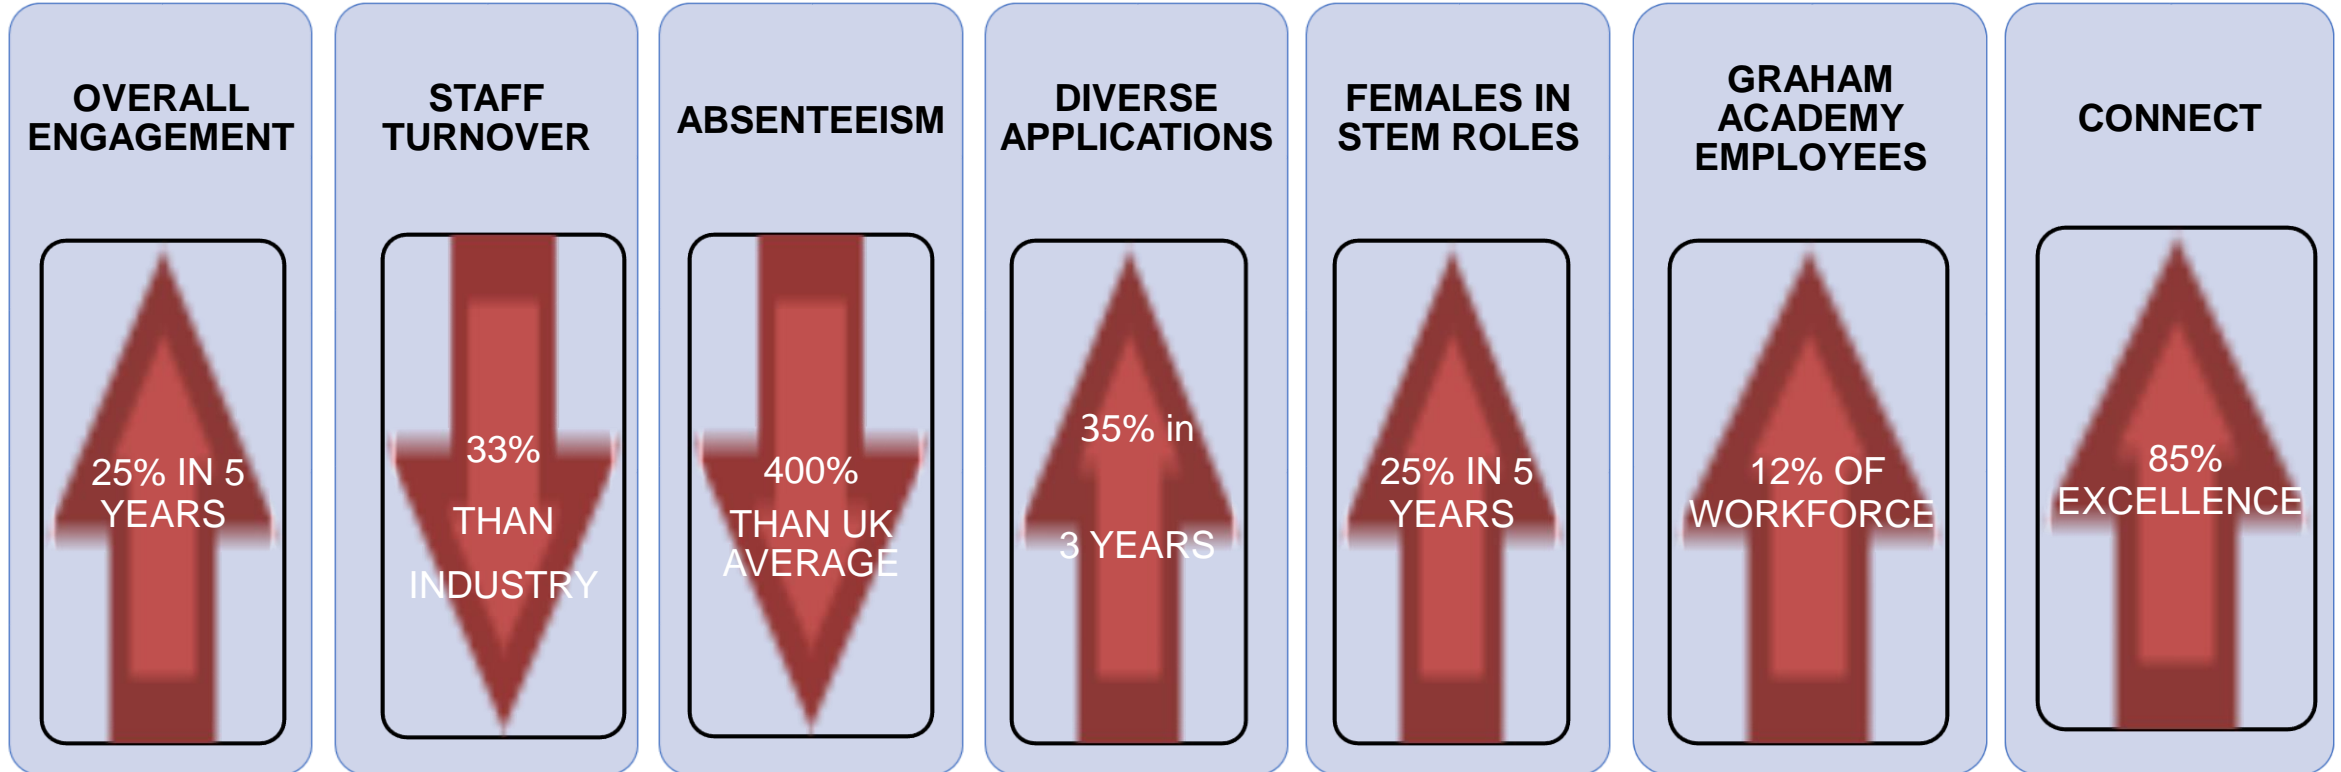 OVERALL
ENGAGEMENT
25% IN 5
YEARS
STAFF
TURNOVER
33%
THAN
INDUSTRY
ABSENTEEISM
400%
THAN UK
AVERAGE
DIVERSE
APPLICATIONS
35% in
3 YEARS
FEMALES IN
STEM ROLES
25% IN 5
YEARS
GRAHAM
ACADEMY
EMPLOYEES
12% OF
WORKFORCE
CONNECT
85%
EXCELLENCE